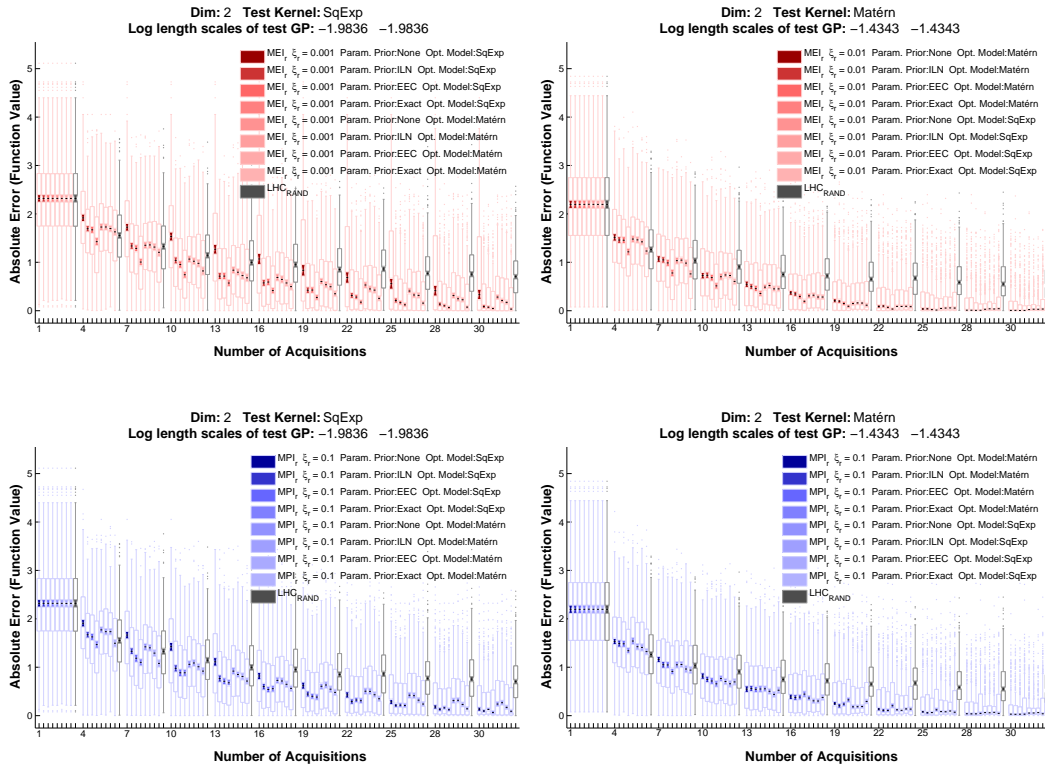 Dim: 2 Test Kernel: SqExp
Log length scales of test GP: −1.9836 −1.9836
Absolute Error (Function Value)
5
4
3
2
1
0
MEI_r ξ_r = 0.001 Param. Prior:None Opt. Model:SqExp
MEI_r ξ_r = 0.001 Param. Prior:ILN Opt. Model:SqExp
MEI_r ξ_r = 0.001 Param. Prior:EEC Opt. Model:SqExp
MEI_r ξ_r = 0.001 Param. Prior:Exact Opt. Model:SqExp
MEI_r ξ_r = 0.001 Param. Prior:None Opt. Model:Matérn
MEI_r ξ_r = 0.001 Param. Prior:ILN Opt. Model:Matérn
MEI_r ξ_r = 0.001 Param. Prior:EEC Opt. Model:Matérn
MEI_r ξ_r = 0.001 Param. Prior:Exact Opt. Model:Matérn
LHC_RAND
1 4 7 10 13 16 19 22 25 28 30
Number of Acquisitions
Dim: 2 Test Kernel: Matérn
Log length scales of test GP: −1.4343 −1.4343
Absolute Error (Function Value)
5
4
3
2
1
0
MEI_r ξ_r = 0.01 Param. Prior:None Opt. Model:Matérn
MEI_r ξ_r = 0.01 Param. Prior:ILN Opt. Model:Matérn
MEI_r ξ_r = 0.01 Param. Prior:EEC Opt. Model:Matérn
MEI_r ξ_r = 0.01 Param. Prior:Exact Opt. Model:Matérn
MEI_r ξ_r = 0.01 Param. Prior:None Opt. Model:SqExp
MEI_r ξ_r = 0.01 Param. Prior:ILN Opt. Model:SqExp
MEI_r ξ_r = 0.01 Param. Prior:EEC Opt. Model:SqExp
MEI_r ξ_r = 0.01 Param. Prior:Exact Opt. Model:SqExp
LHC_RAND
1 4 7 10 13 16 19 22 25 28 30
Number of Acquisitions
Dim: 2 Test Kernel: SqExp
Log length scales of test GP: −1.9836 −1.9836
Absolute Error (Function Value)
5
4
3
2
1
0
MPI_r ξ_r = 0.1 Param. Prior:None Opt. Model:SqExp
MPI_r ξ_r = 0.1 Param. Prior:ILN Opt. Model:SqExp
MPI_r ξ_r = 0.1 Param. Prior:EEC Opt. Model:SqExp
MPI_r ξ_r = 0.1 Param. Prior:Exact Opt. Model:SqExp
MPI_r ξ_r = 0.1 Param. Prior:None Opt. Model:Matérn
MPI_r ξ_r = 0.1 Param. Prior:ILN Opt. Model:Matérn
MPI_r ξ_r = 0.1 Param. Prior:EEC Opt. Model:Matérn
MPI_r ξ_r = 0.1 Param. Prior:Exact Opt. Model:Matérn
LHC_RAND
1 4 7 10 13 16 19 22 25 28 30
Number of Acquisitions
Dim: 2 Test Kernel: Matérn
Log length scales of test GP: −1.4343 −1.4343
Absolute Error (Function Value)
5
4
3
2
1
0
MPI_r ξ_r = 0.1 Param. Prior:None Opt. Model:Matérn
MPI_r ξ_r = 0.1 Param. Prior:ILN Opt. Model:Matérn
MPI_r ξ_r = 0.1 Param. Prior:EEC Opt. Model:Matérn
MPI_r ξ_r = 0.1 Param. Prior:Exact Opt. Model:Matérn
MPI_r ξ_r = 0.1 Param. Prior:None Opt. Model:SqExp
MPI_r ξ_r = 0.1 Param. Prior:ILN Opt. Model:SqExp
MPI_r ξ_r = 0.1 Param. Prior:EEC Opt. Model:SqExp
MPI_r ξ_r = 0.1 Param. Prior:Exact Opt. Model:SqExp
LHC_RAND
1 4 7 10 13 16 19 22 25 28 30
Number of Acquisitions